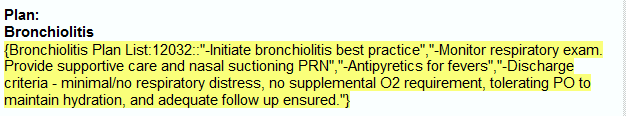 Plan:
Bronchiolitis
{Bronchiolitis Plan List:12032::"-Initiate bronchiolitis best practice","-Monitor respiratory exam.
Provide supportive care and nasal suctioning PRN","-Antipyretics for fevers","-Discharge
criteria - minimal/no respiratory distress, no supplemental O2 requirement, tolerating PO to
maintain hydration, and adequate follow up ensured."}